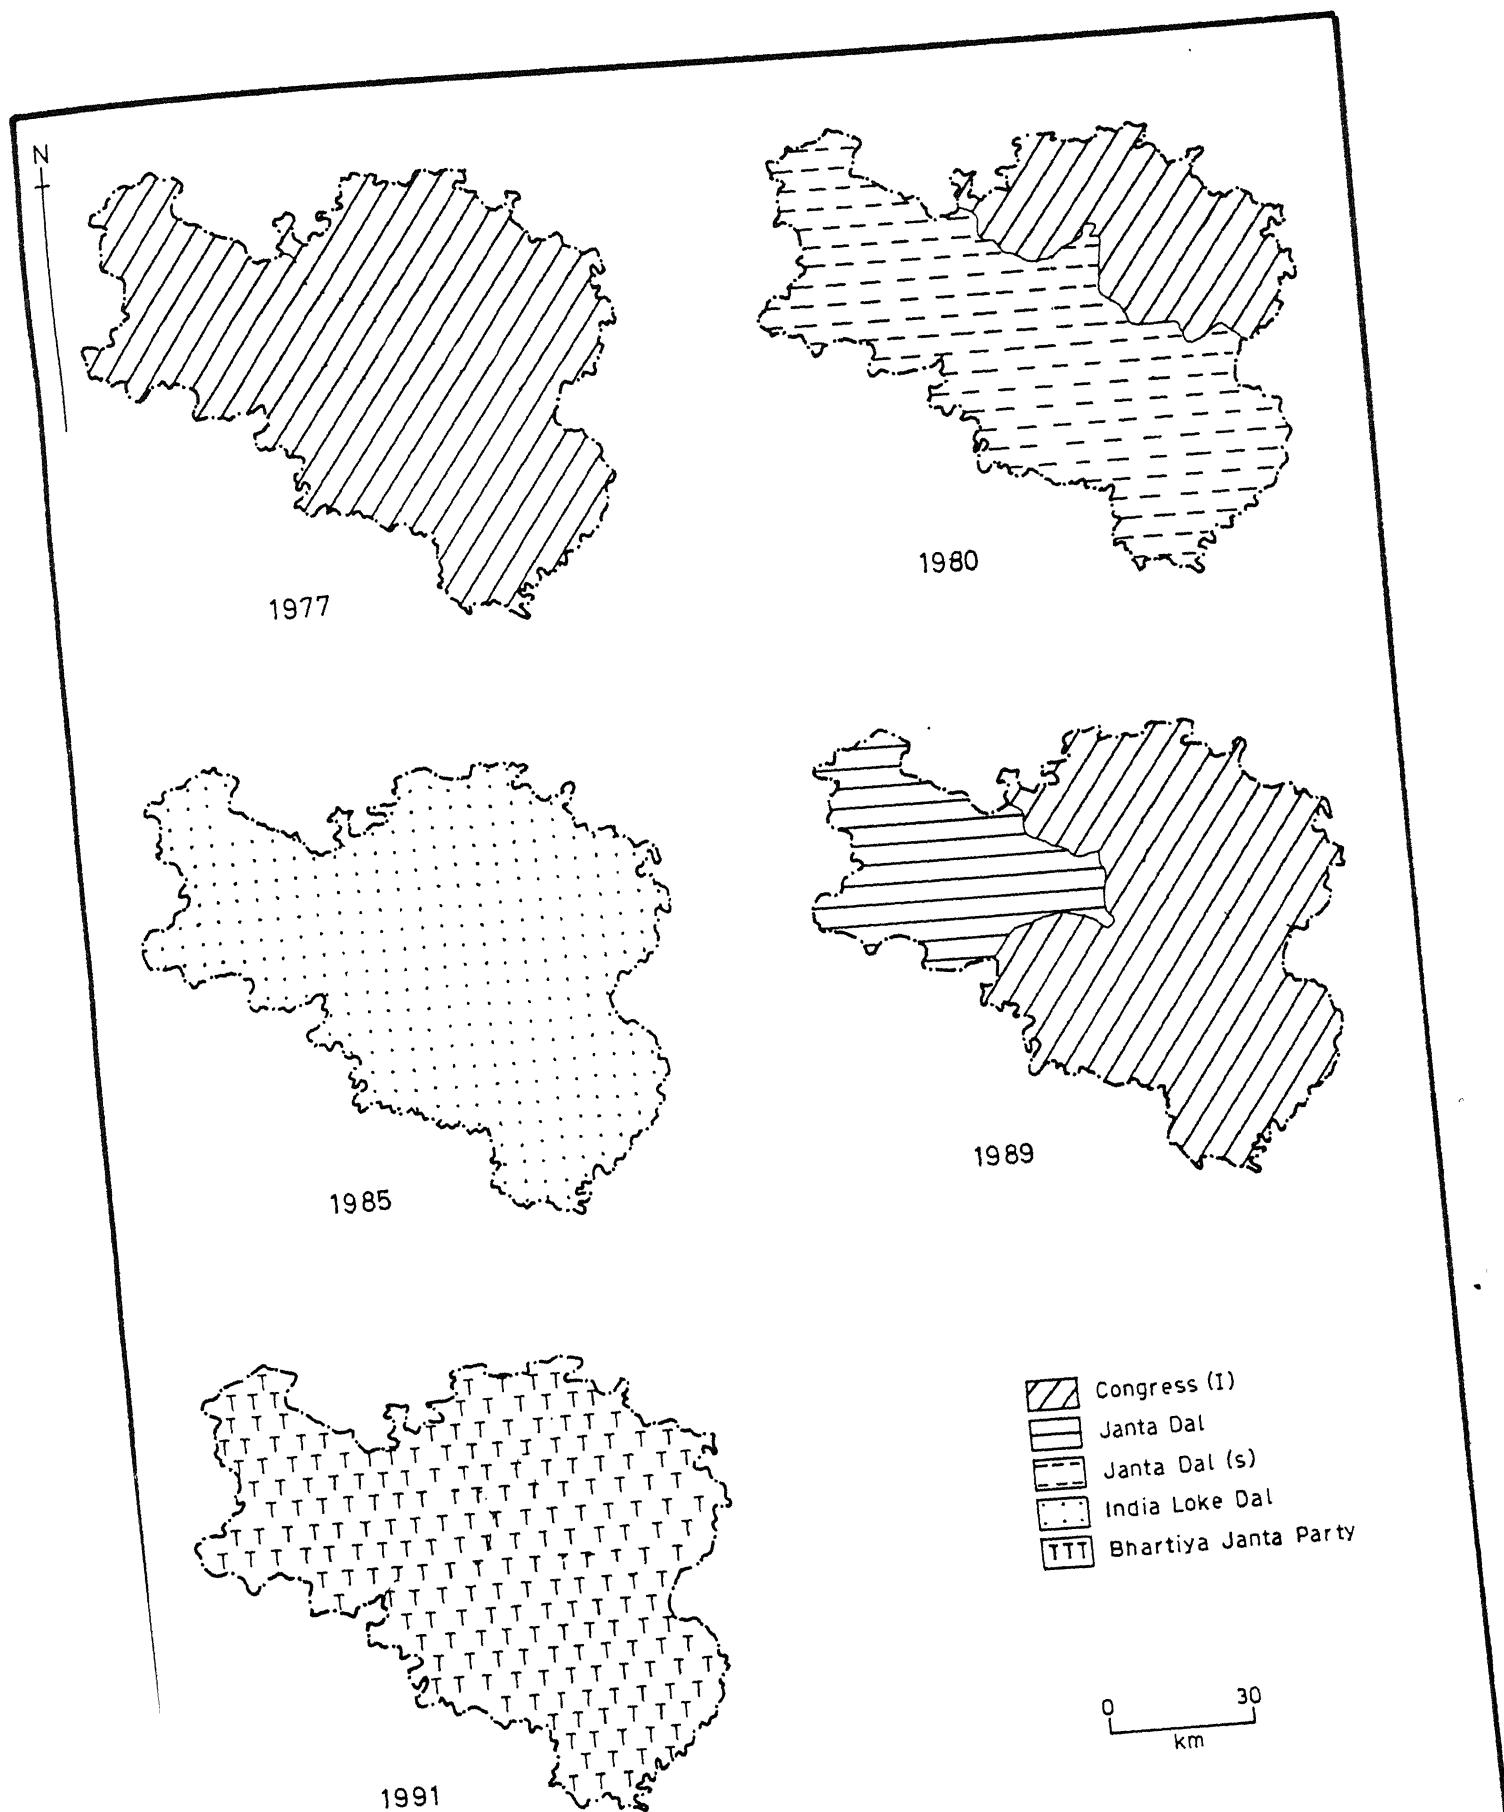 N
1977
1980
1985
1989
1991
Congress (I)
Janta Dal
Janta Dal (s)
India Loke Dal
TTT Bhartiya Janta Party
0 30
km